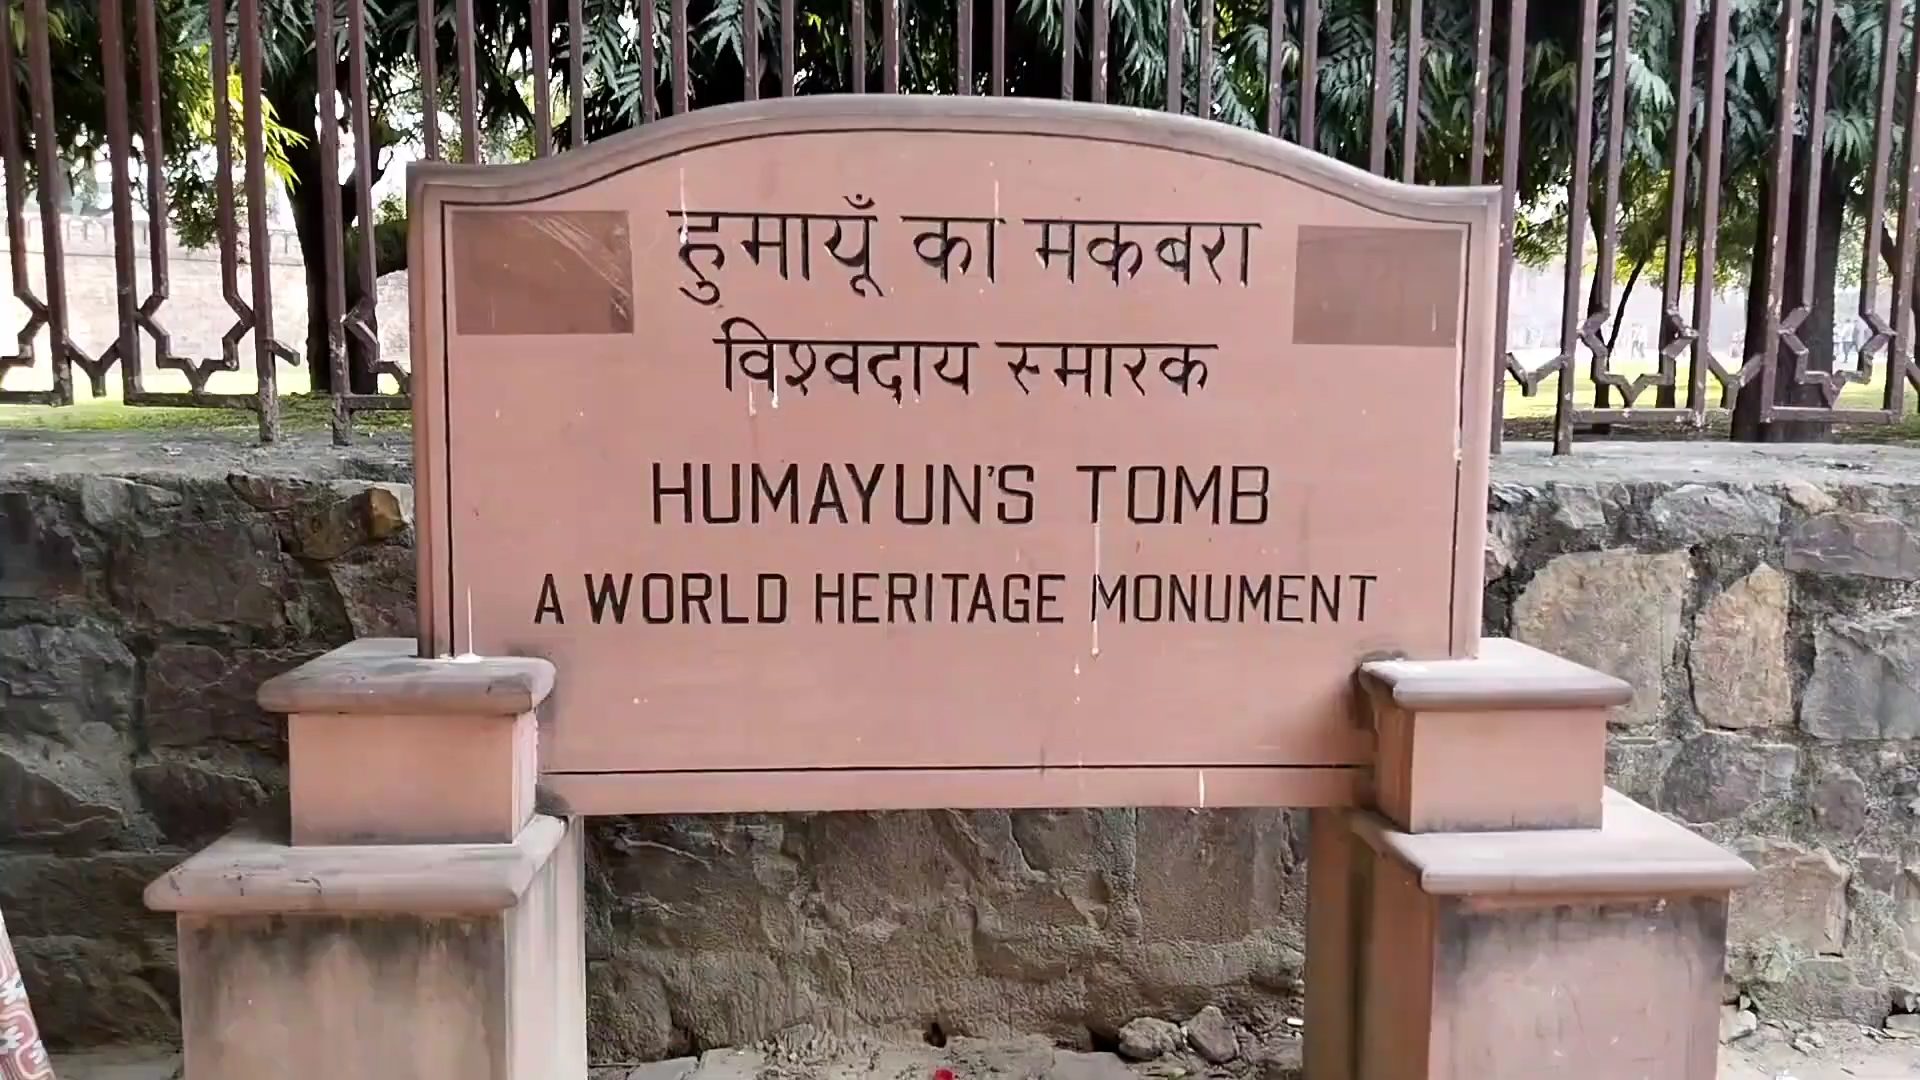 हुमायूँ का मकबरा
विश्वदाय स्मारक
HUMAYUN'S TOMB
A WORLD HERITAGE MONUMENT